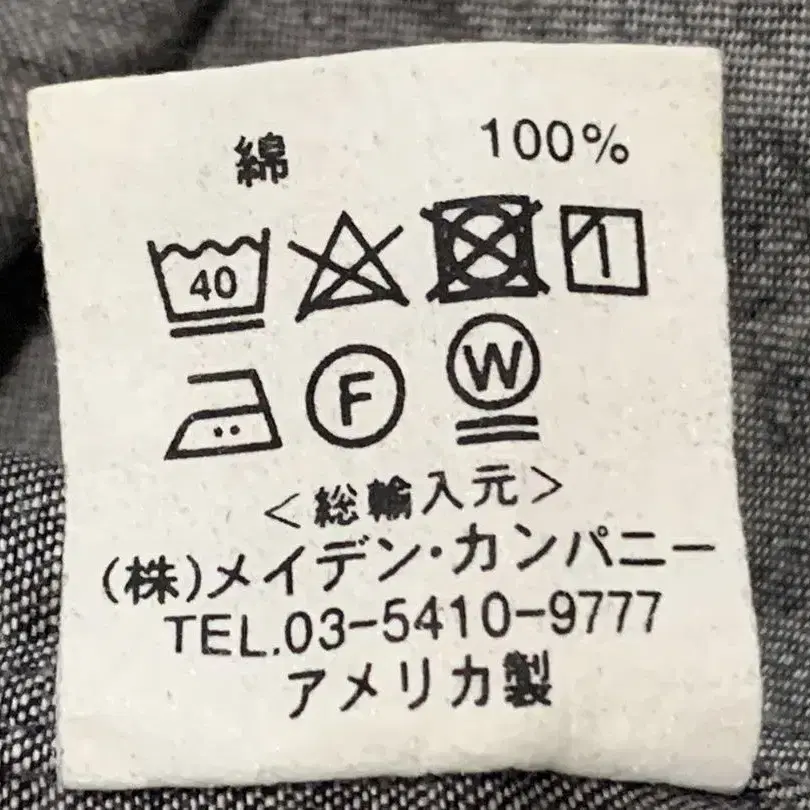 綿 100%
40
F W
<総輸入元>
(株)メイデン・カンパニー
TEL.03-5410-9777
アメリカ製